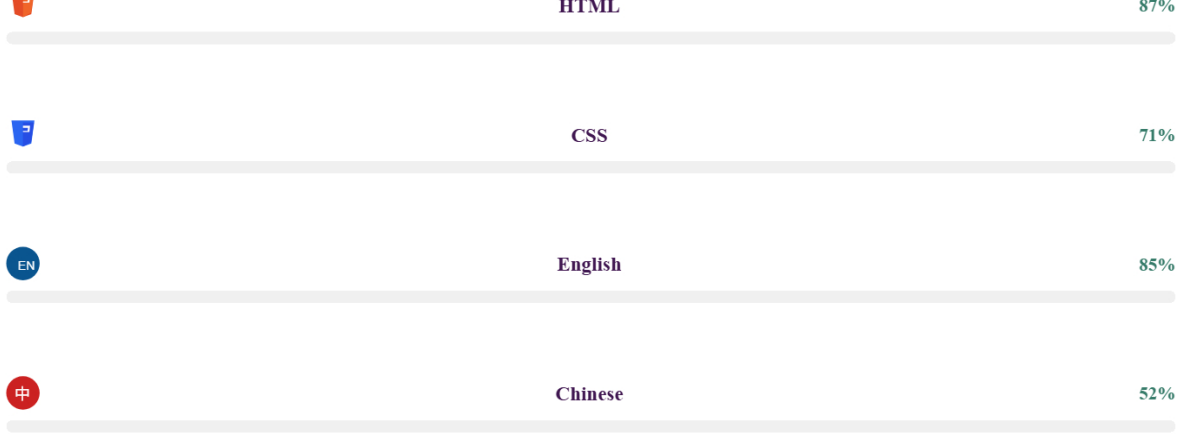 HTML 87%
CSS 71%
EN English 85%
中 Chinese 52%